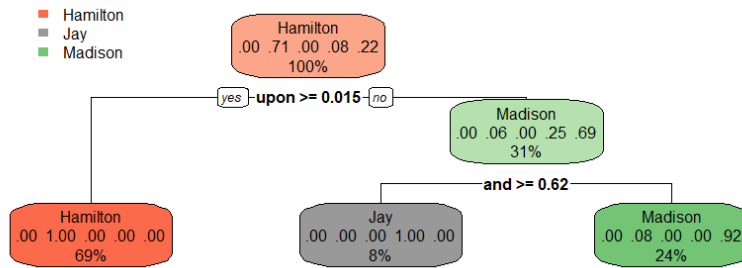 Hamilton
Jay
Madison
Hamilton
.00 .71 .00 .08 .22
100%
yes upon >= 0.015 no
Madison
.00 .06 .00 .25 .69
31%
and >= 0.62
Hamilton
.00 1.00 .00 .00 .00
69%
Jay
.00 .00 .00 1.00 .00
8%
Madison
.00 .08 .00 .00 .92
24%